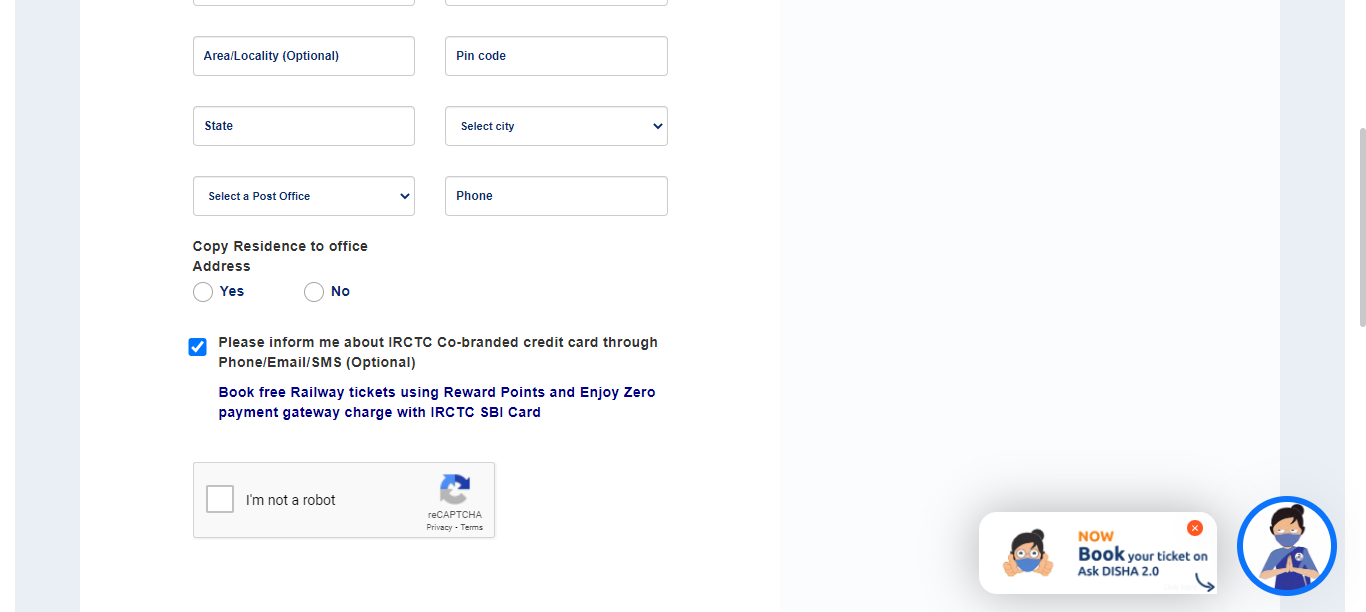 Area/Locality (Optional)
Pin code
State
Select city
Select a Post Office
Phone
Copy Residence to office
Address
Yes
No
Please inform me about IRCTC Co-branded credit card through
Phone/Email/SMS (Optional)
Book free Railway tickets using Reward Points and Enjoy Zero
payment gateway charge with IRCTC SBI Card
I'm not a robot
reCAPTCHA
Privacy - Terms
NOW
Book your ticket on
Ask DISHA 2.0